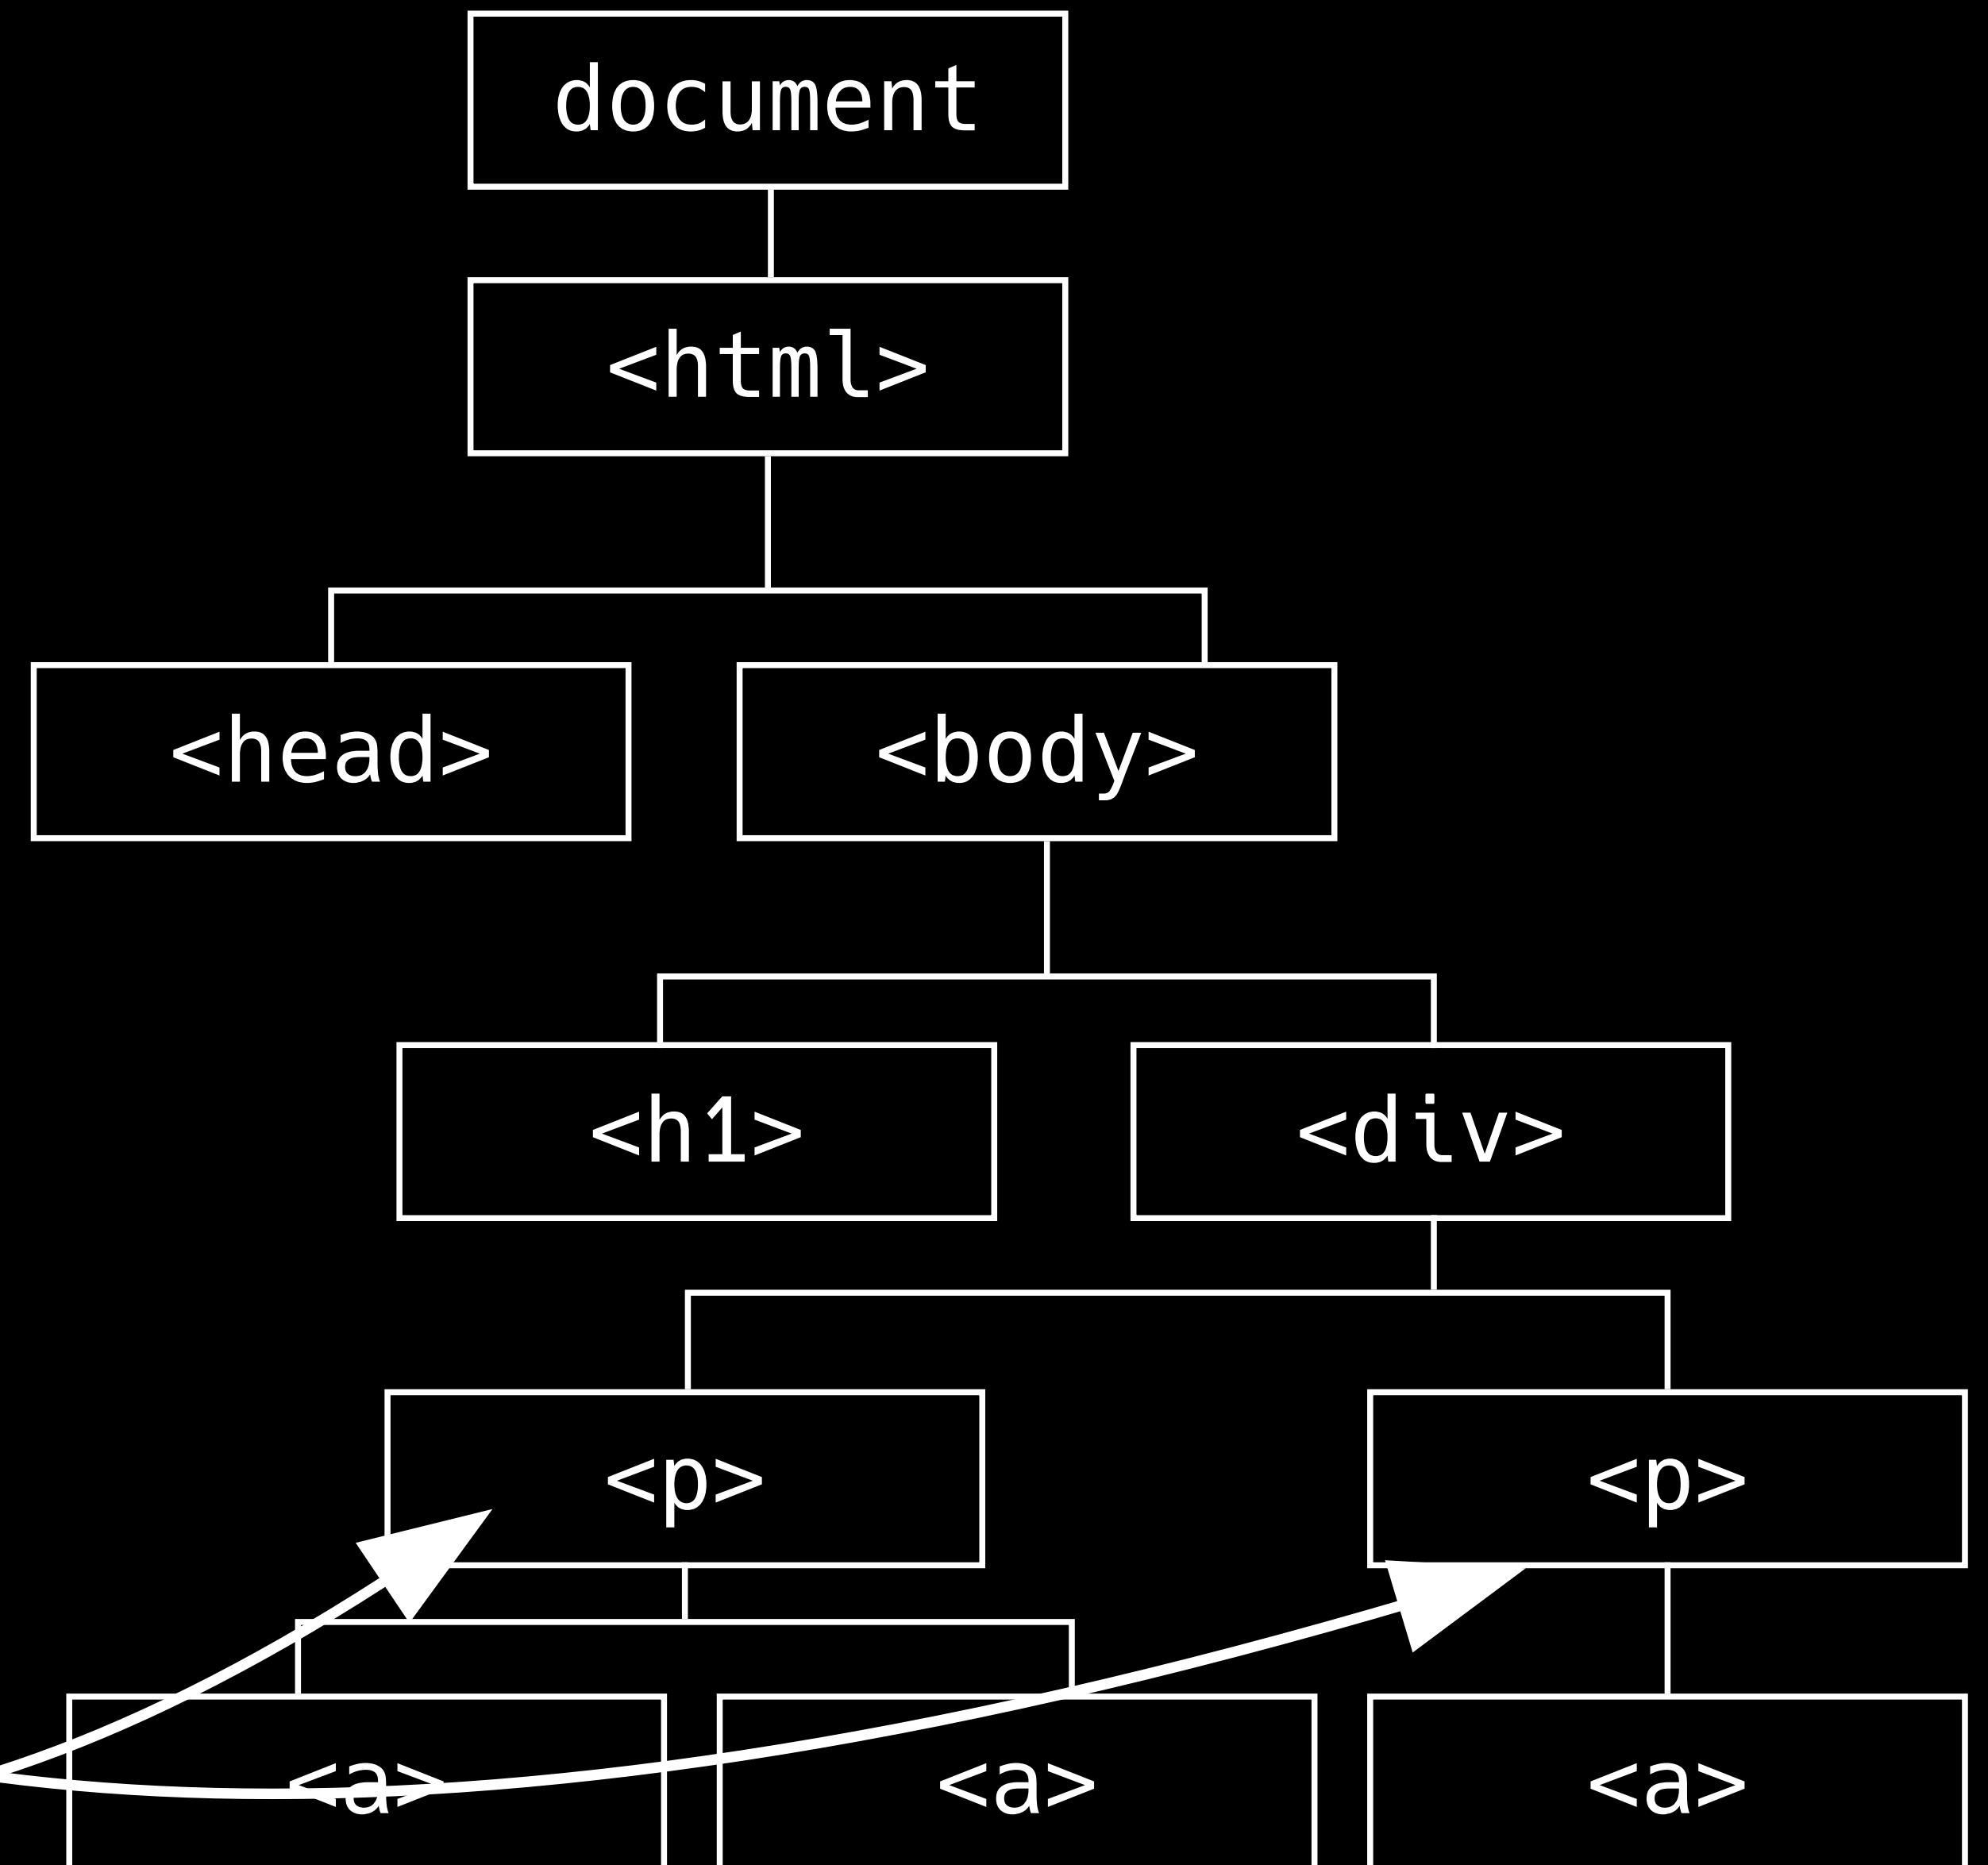 document
<html>
<head>
<body>
<h1>
<div>
<p>
<p>
<a>
<a>
<a>